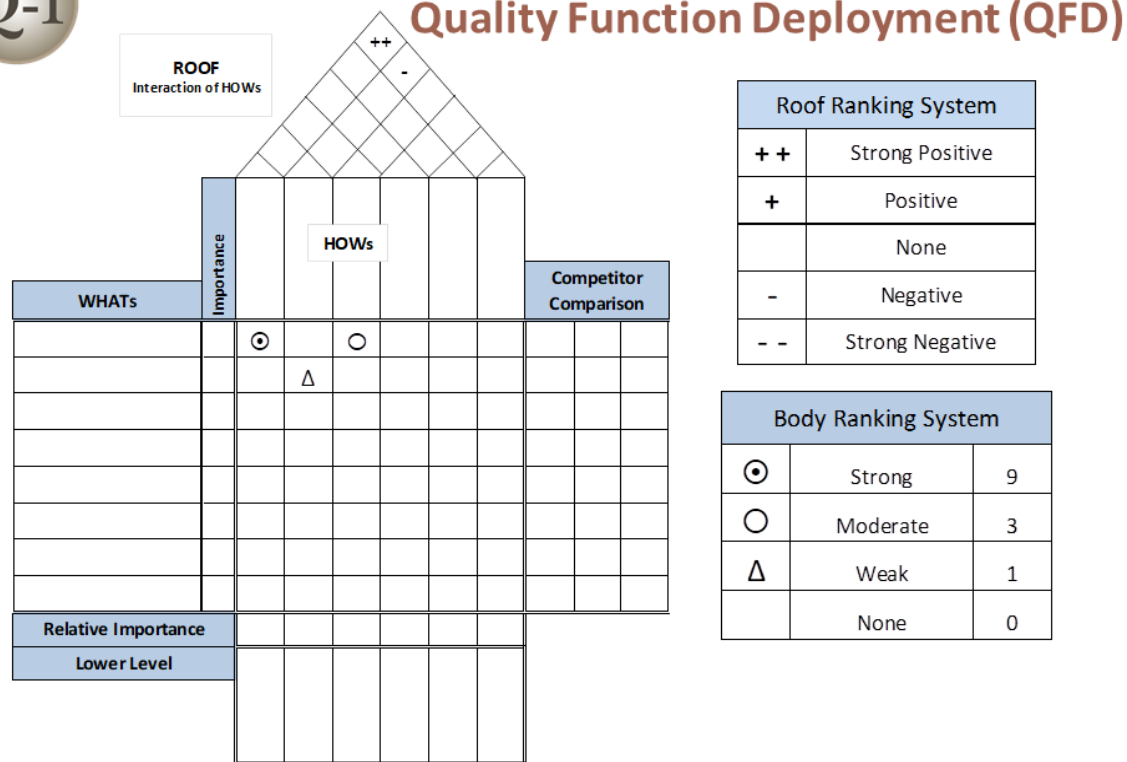 Q-1
Quality Function Deployment (QFD)
ROOF
Interaction of HOWs
++
-
Importance
HOWs
WHATs
Competitor
Comparison
⊙ ○
Δ
Relative Importance
Lower Level
Roof Ranking System
++ Strong Positive
+ Positive
None
- Negative
- - Strong Negative
Body Ranking System
⊙ Strong 9
○ Moderate 3
Δ Weak 1
None 0